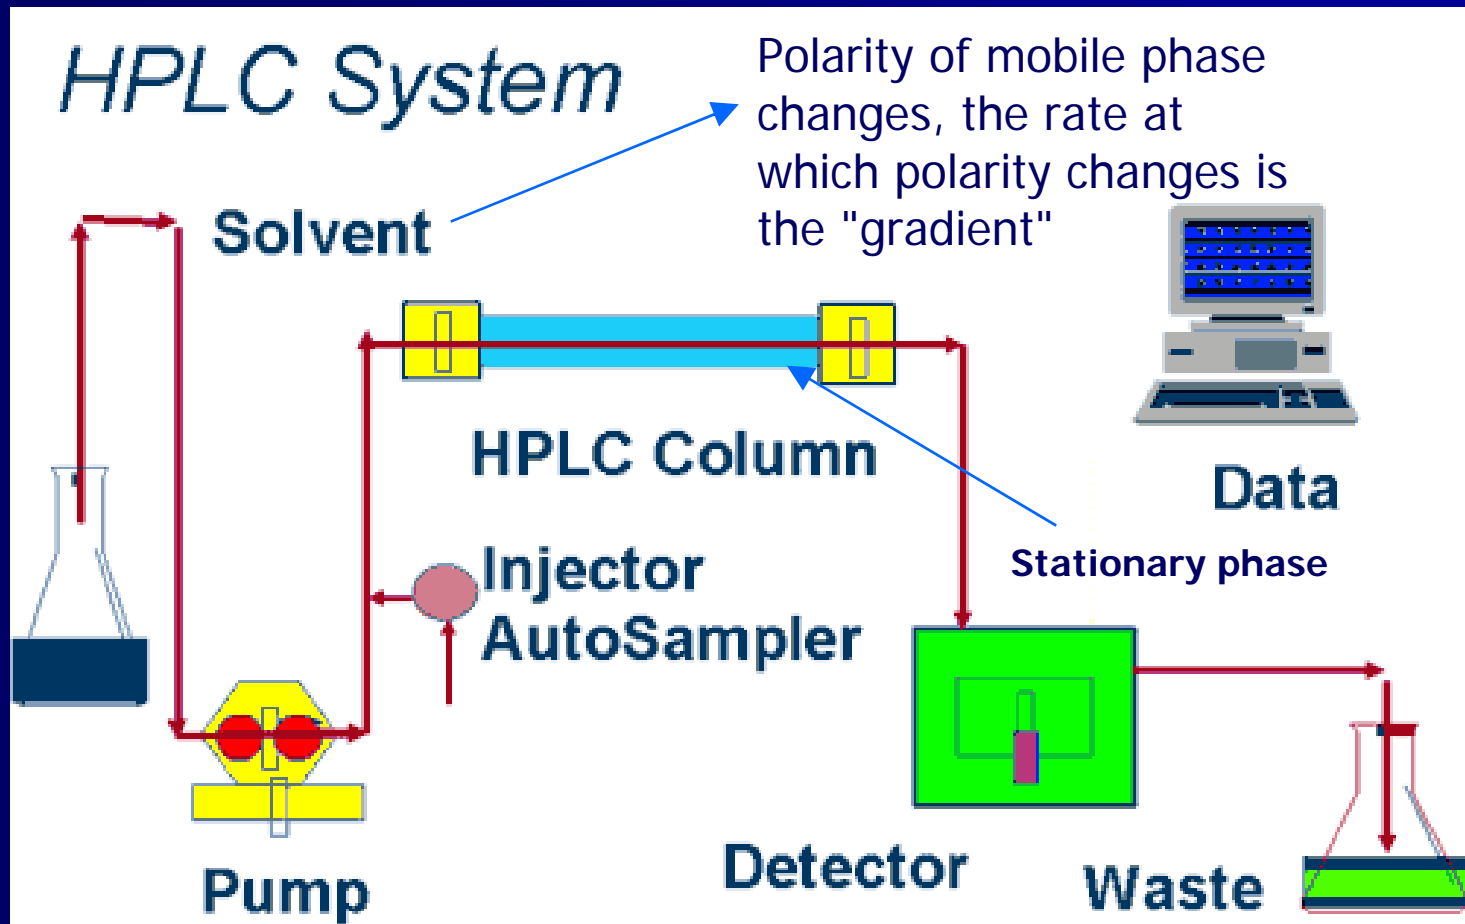 HPLC System
Polarity of mobile phase
changes, the rate at
which polarity changes is
the "gradient"
Solvent
HPLC Column
Data
Stationary phase
Injector
AutoSampler
Pump
Detector
Waste